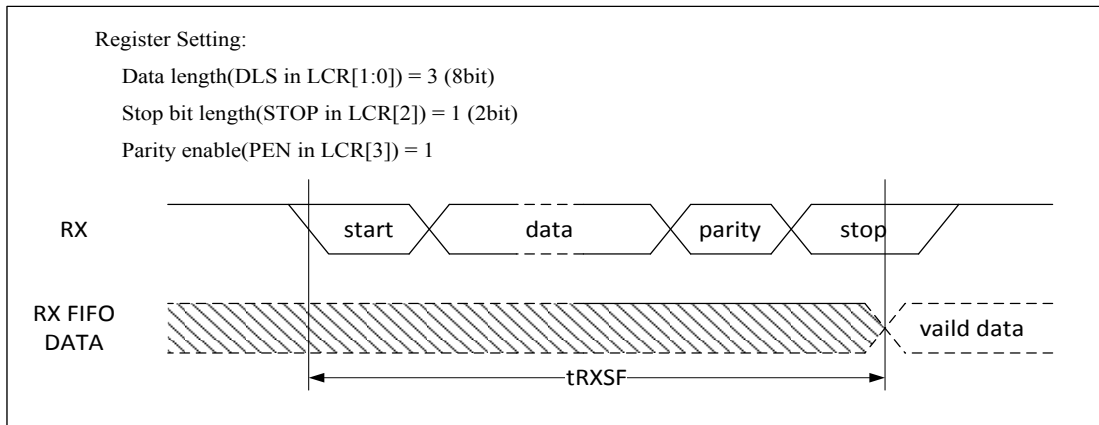 Register Setting:
Data length(DLS in LCR[1:0]) = 3 (8bit)
Stop bit length(STOP in LCR[2]) = 1 (2bit)
Parity enable(PEN in LCR[3]) = 1
RX
start
data
parity
stop
RX FIFO
DATA
vaild data
tRXSF